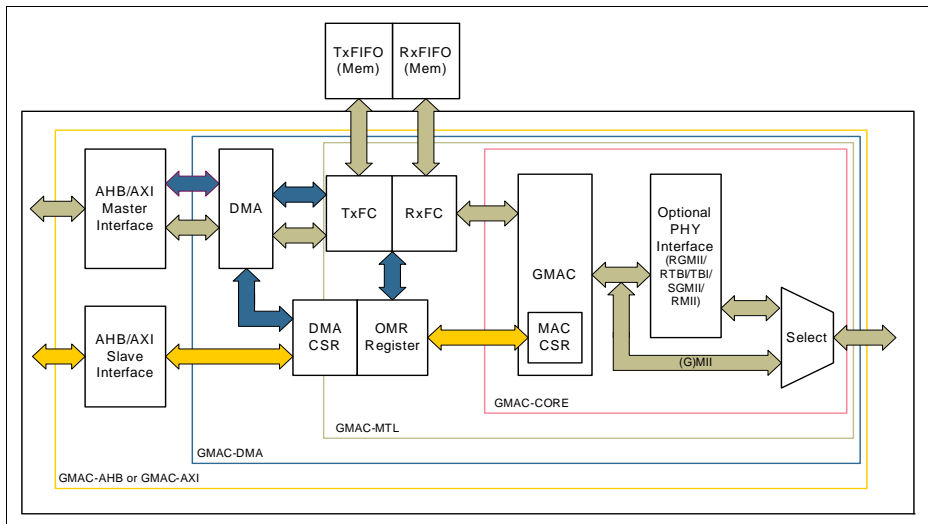 TxFIFO
(Mem)
RxFIFO
(Mem)
AHB/AXI
Master
Interface
DMA
TxFC
RxFC
GMAC
Optional
PHY
Interface
(RGMII/
RTBI/TBI/
SGMII/
RMII)
AHB/AXI
Slave
Interface
DMA
CSR
OMR
Register
MAC
CSR
(G)MII
Select
GMAC-CORE
GMAC-MTL
GMAC-DMA
GMAC-AHB or GMAC-AXI